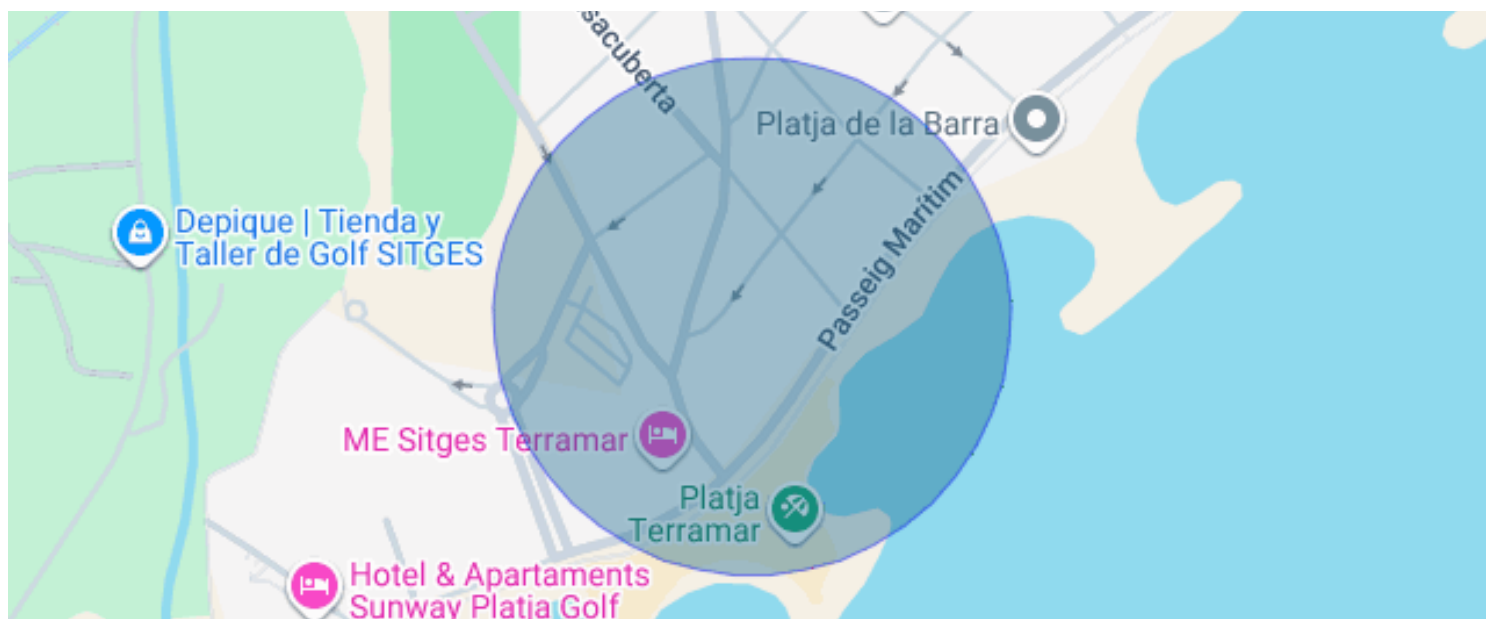 sacuberta
Platja de la Barra
Passeig Marítim
Depique | Tienda y
Taller de Golf SITGES
ME Sitges Terramar
Platja
Terramar
Hotel & Apartaments
Sunway Platja Golf